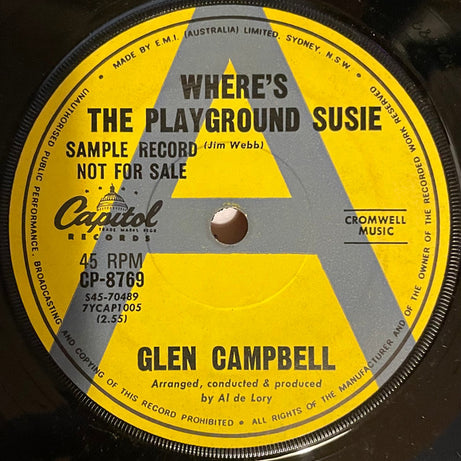 • MADE BY E.M.I. (AUSTRALIA) LIMITED, SYDNEY, N.S.W. •
ALL RIGHTS OF THE MANUFACTURER AND OF THE OWNER OF THE RECORDED WORK RESERVED
UNAUTHORISED PUBLIC PERFORMANCE, BROADCASTING AND COPYING OF THIS RECORD PROHIBITED •
A
WHERE'S
THE PLAYGROUND SUSIE
SAMPLE RECORD (Jim Webb)
NOT FOR SALE
Capitol
TRADE MARKS REGD
RECORDS
CROMWELL
MUSIC
45 RPM
CP-8769
S45-70489
7YCAP1005
(2.55)
GLEN CAMPBELL
Arranged, conducted & produced
by Al de Lory